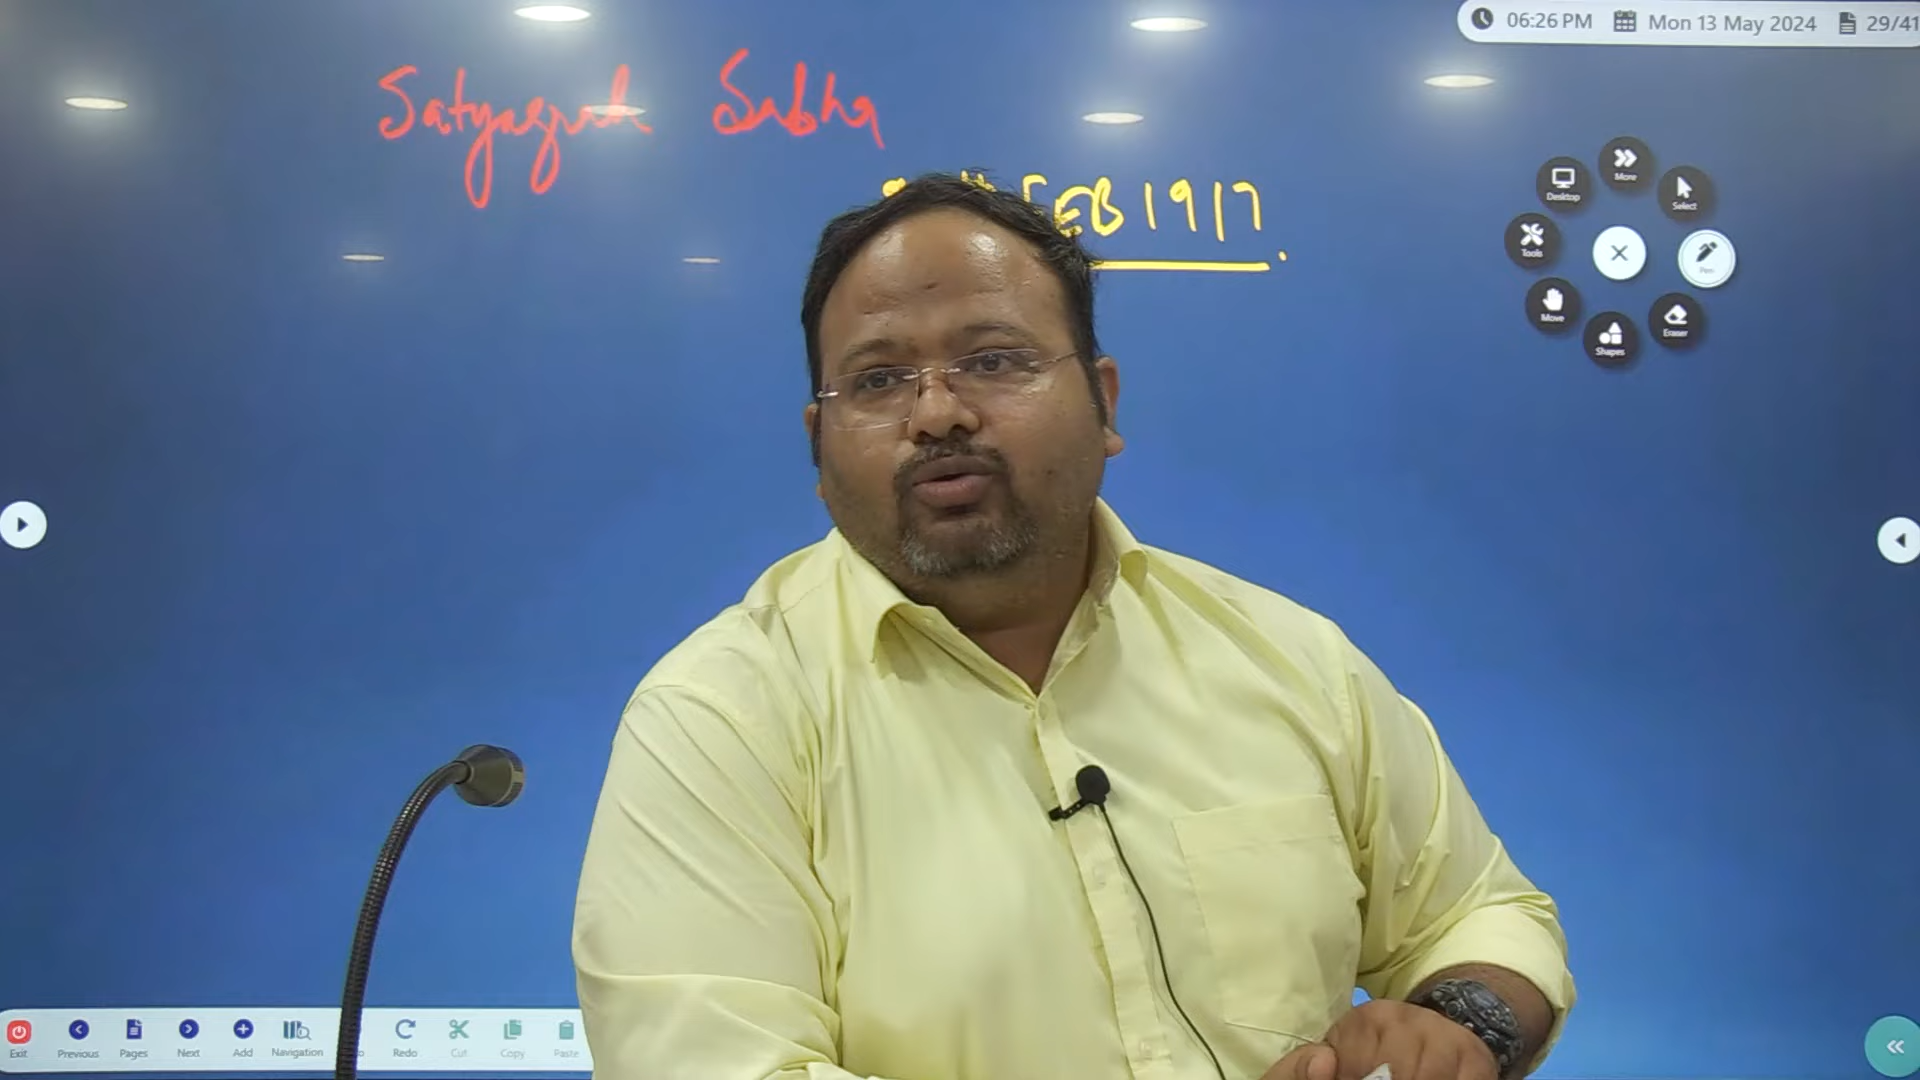 06:26 PM Mon 13 May 2024 29/41
Satyagrah Sabha
FEB 1917
More
Desktop
Select
Tools
Pen
Move
Eraser
Shapes
Exit Previous Pages Next Add Navigation Redo Cut Copy Paste